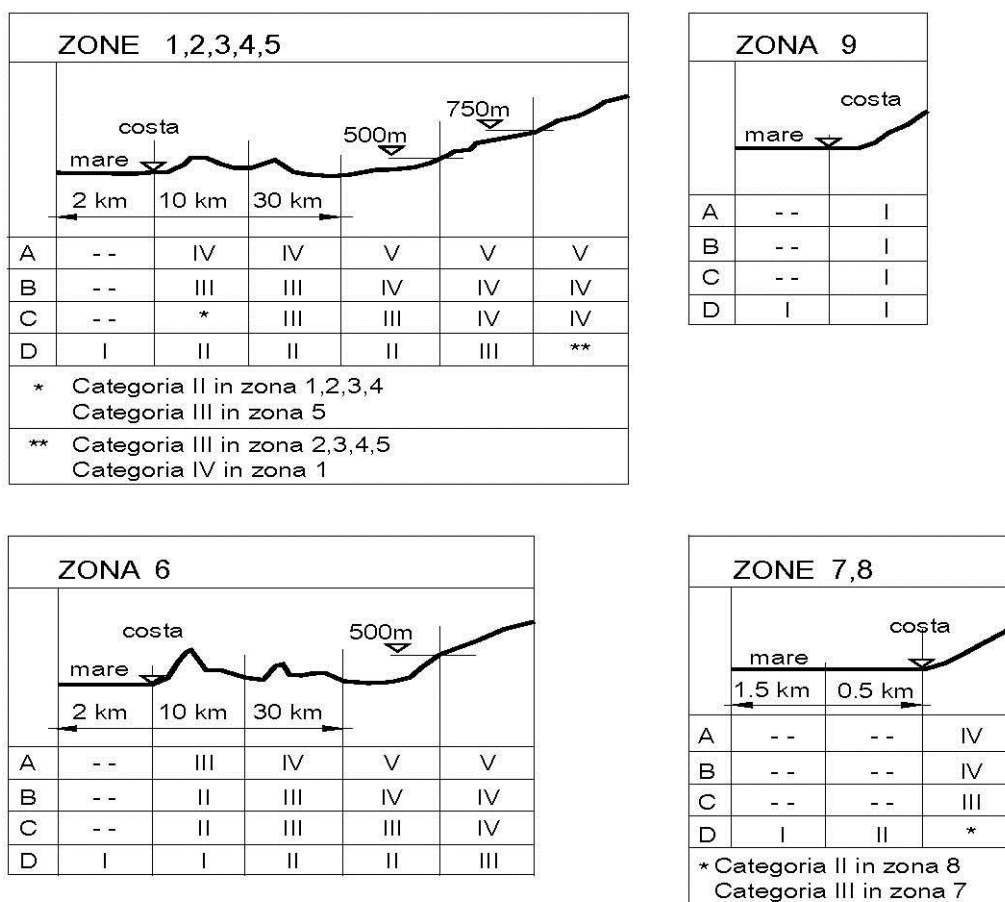 ZONE 1,2,3,4,5
costa
mare
500m
750m
2 km 10 km 30 km
A -- IV IV V V V
B -- III III IV IV IV
C -- * III III IV IV
D I II II II III **
* Categoria II in zona 1,2,3,4
Categoria III in zona 5
** Categoria III in zona 2,3,4,5
Categoria IV in zona 1
ZONA 9
costa
mare
A -- I
B -- I
C -- I
D I I
ZONA 6
costa
mare
500m
2 km 10 km 30 km
A -- III IV V V
B -- II III IV IV
C -- II III III IV
D I I II II III
ZONE 7,8
costa
mare
1.5 km 0.5 km
A -- -- IV
B -- -- IV
C -- -- III
D I II *
* Categoria II in zona 8
Categoria III in zona 7